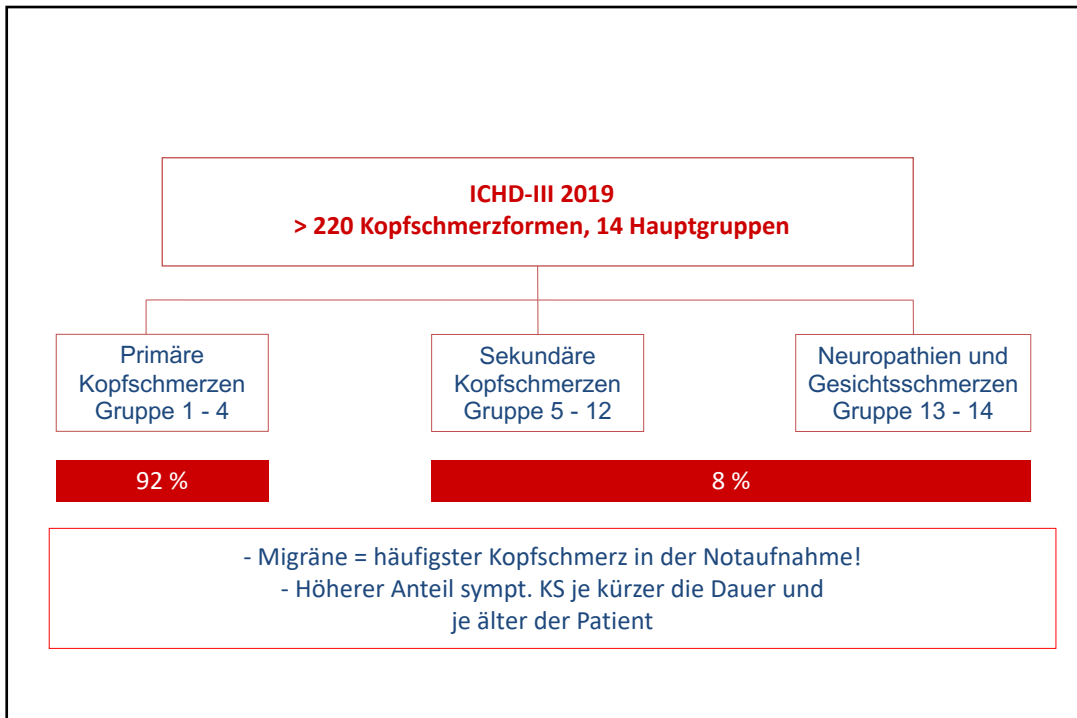 ICHD-III 2019
> 220 Kopfschmerzformen, 14 Hauptgruppen
Primäre
Kopfschmerzen
Gruppe 1 - 4
Sekundäre
Kopfschmerzen
Gruppe 5 - 12
Neuropathien und
Gesichtsschmerzen
Gruppe 13 - 14
92 %
8 %
- Migräne = häufigster Kopfschmerz in der Notaufnahme!
- Höherer Anteil sympt. KS je kürzer die Dauer und
je älter der Patient